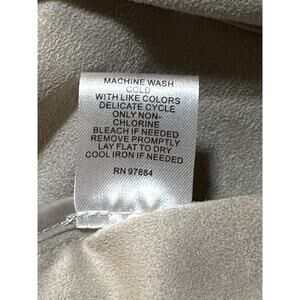 MACHINE WASH
COLD
WITH LIKE COLORS
DELICATE CYCLE
ONLY NON-
CHLORINE
BLEACH IF NEEDED
REMOVE PROMPTLY
LAY FLAT TO DRY
COOL IRON IF NEEDED
RN 97884